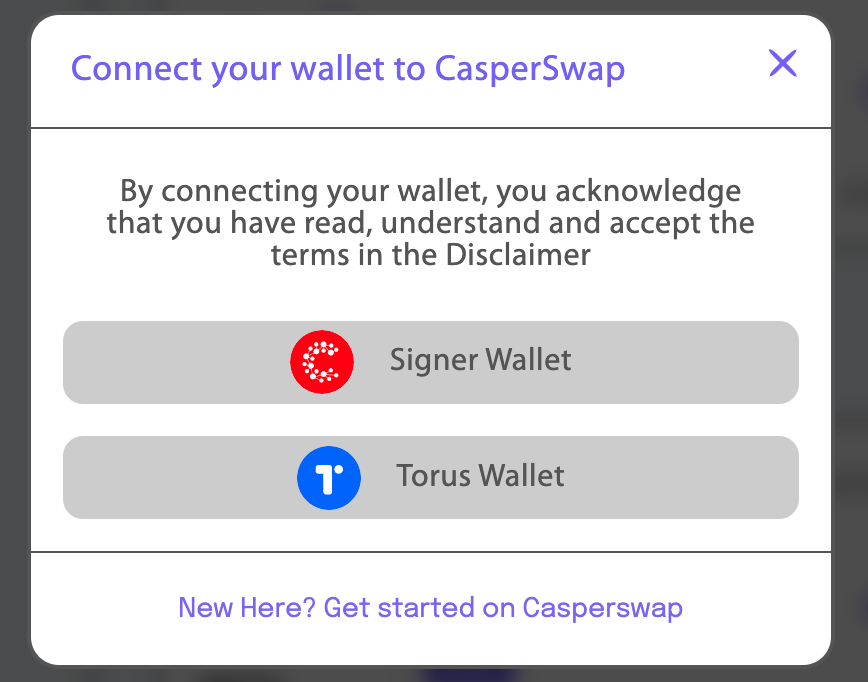 Connect your wallet to CasperSwap
By connecting your wallet, you acknowledge
that you have read, understand and accept the
terms in the Disclaimer
Signer Wallet
Torus Wallet
New Here? Get started on Casperswap